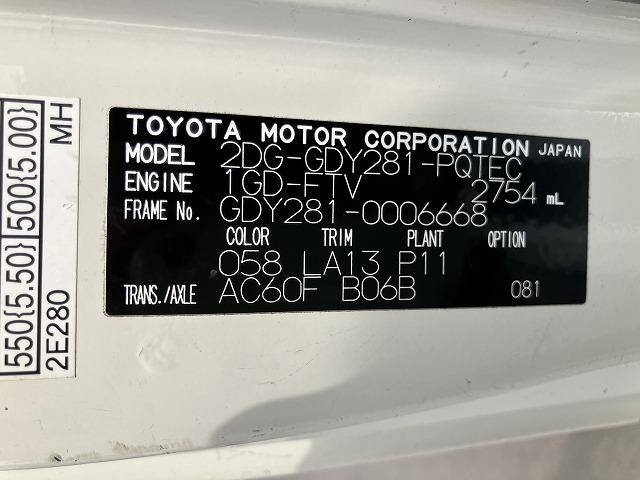 TOYOTA MOTOR CORPORATION JAPAN
MODEL 2DG-GDY281-PQTEC
ENGINE 1GD-FTV 2754 mL
FRAME No. GDY281-0006668
COLOR TRIM PLANT OPTION
058 LA13 P11
TRANS./AXLE AC60F B06B 081
550{5.50} 500{5.00}
2E280 MH